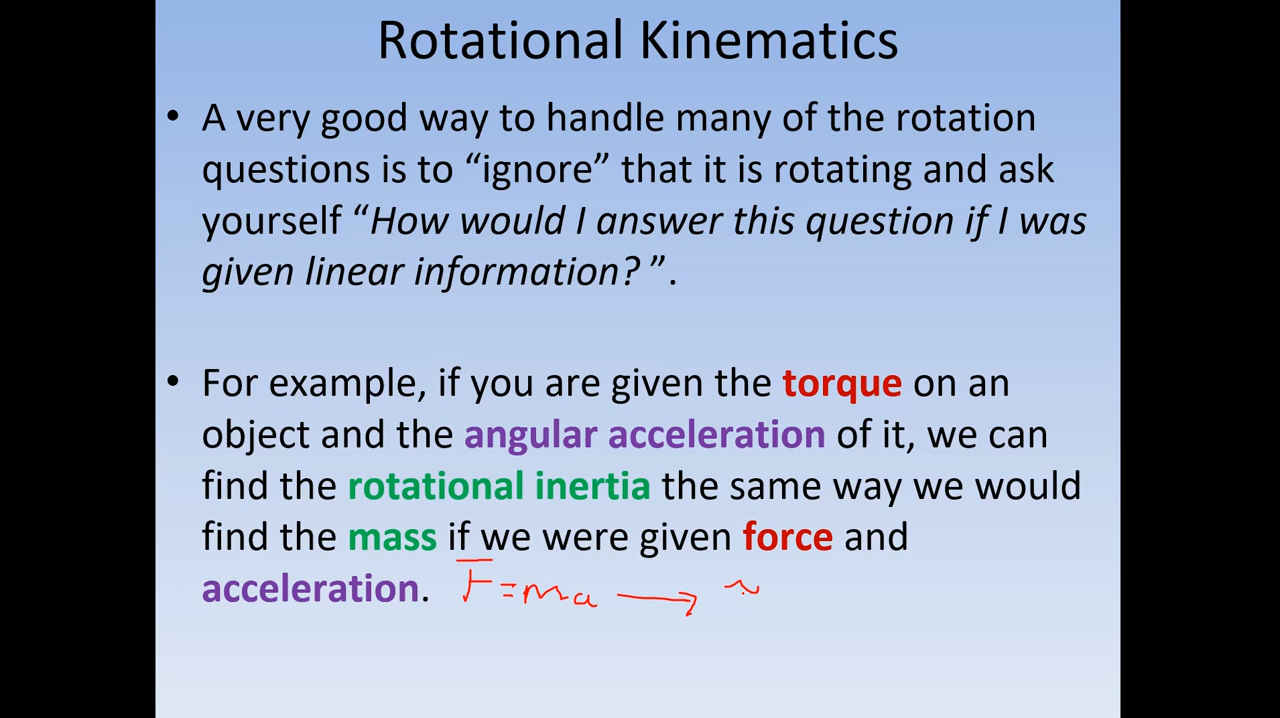 Rotational Kinematics
• A very good way to handle many of the rotation
questions is to “ignore” that it is rotating and ask
yourself “How would I answer this question if I was
given linear information? ”.
• For example, if you are given the torque on an
object and the angular acceleration of it, we can
find the rotational inertia the same way we would
find the mass if we were given force and
acceleration. F=ma →